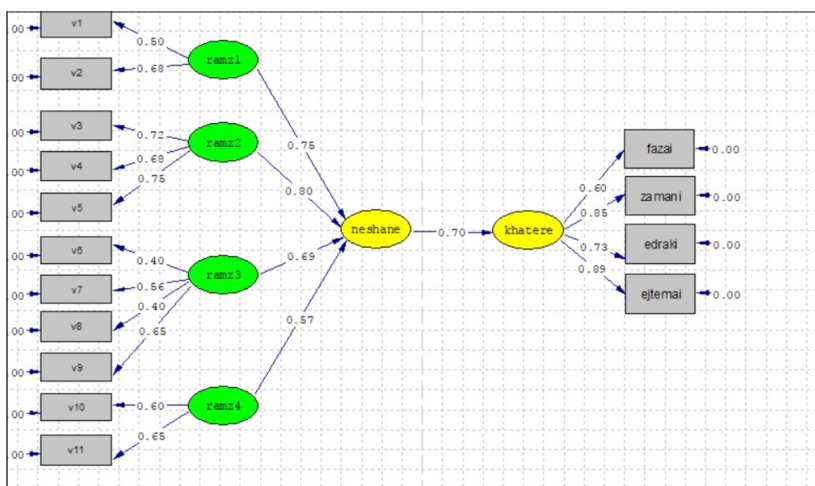 v1
.00
0.50
ramz1
v2
0.68
.00
v3
.00
0.72
ramz2
v4
0.68
.00
v5
0.75
.00
v6
.00
0.40
ramz3
v7
0.56
.00
v8
0.40
.00
v9
0.65
.00
v10
0.60
ramz4
.00
v11
0.65
.00
0.75
0.80
0.69
0.57
neshane
0.70
khatere
0.60
fazai
0.00
0.85
zamani
0.00
0.73
edraki
0.00
0.89
ejtemai
0.00